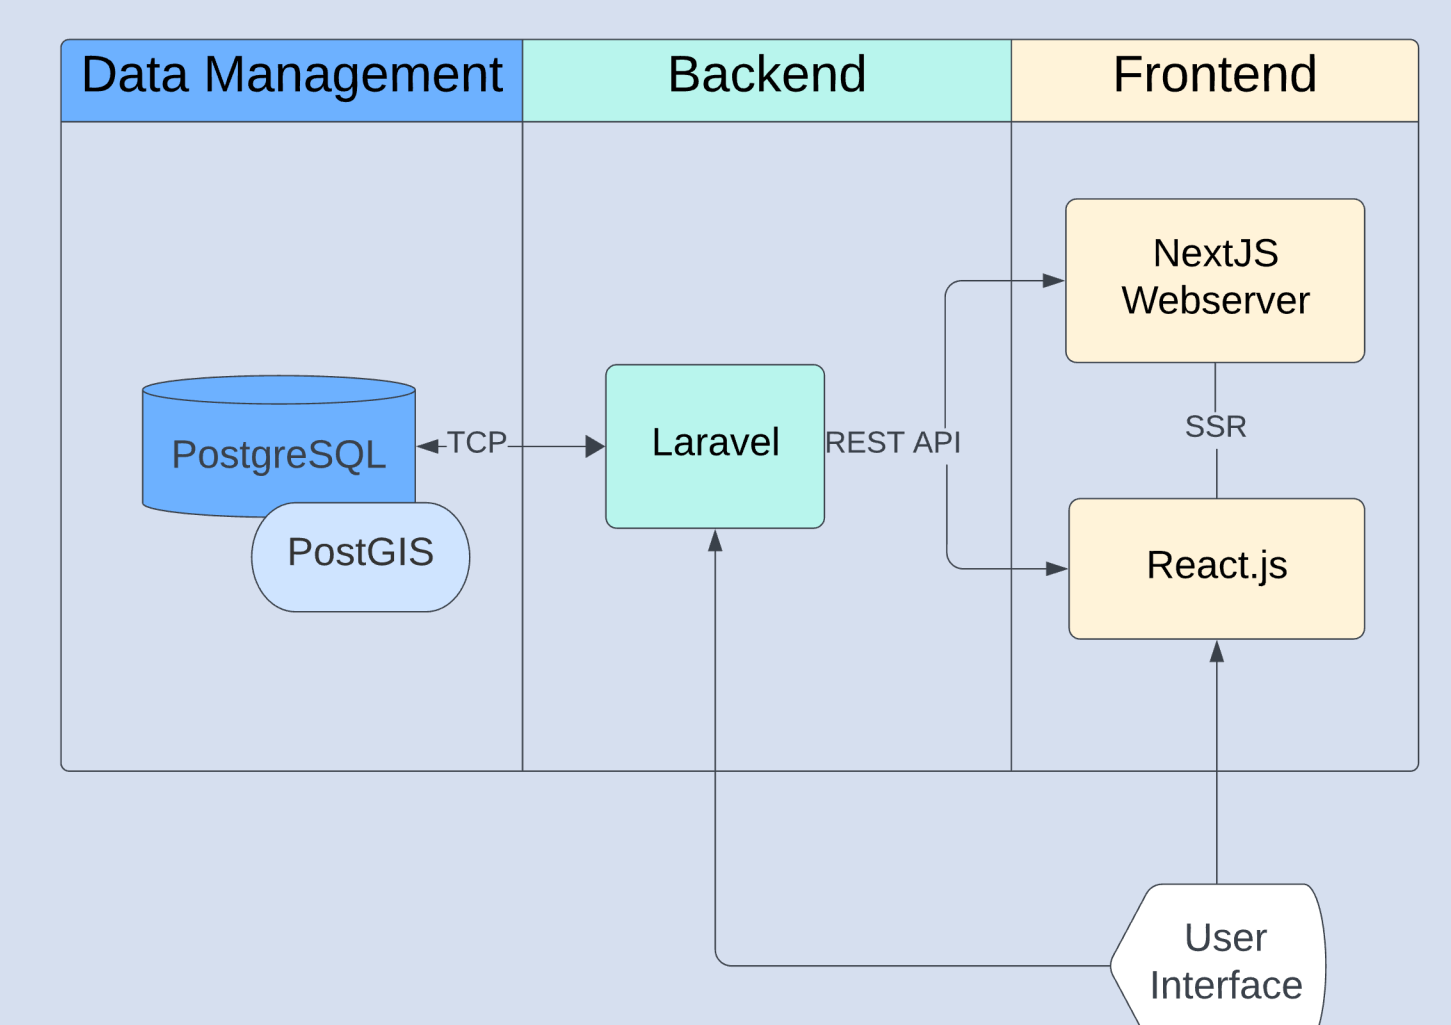 Data Management
Backend
Frontend
NextJS
Webserver
SSR
PostgreSQL
TCP
Laravel
REST API
PostGIS
React.js
User
Interface